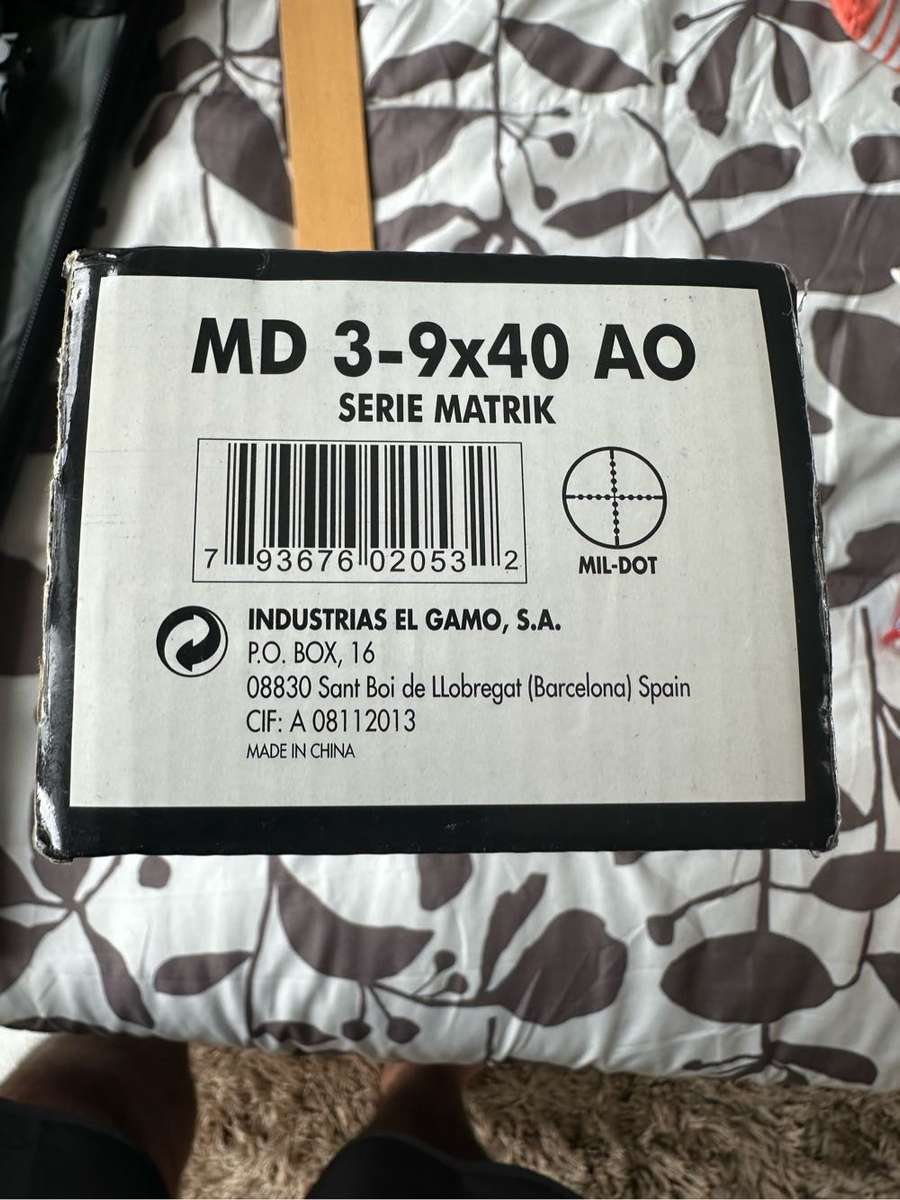 MD 3-9x40 AO
SERIE MATRIK
7 93676 02053 2
MIL-DOT
INDUSTRIAS EL GAMO, S.A.
P.O. BOX, 16
08830 Sant Boi de LLobregat (Barcelona) Spain
CIF: A 08112013
MADE IN CHINA